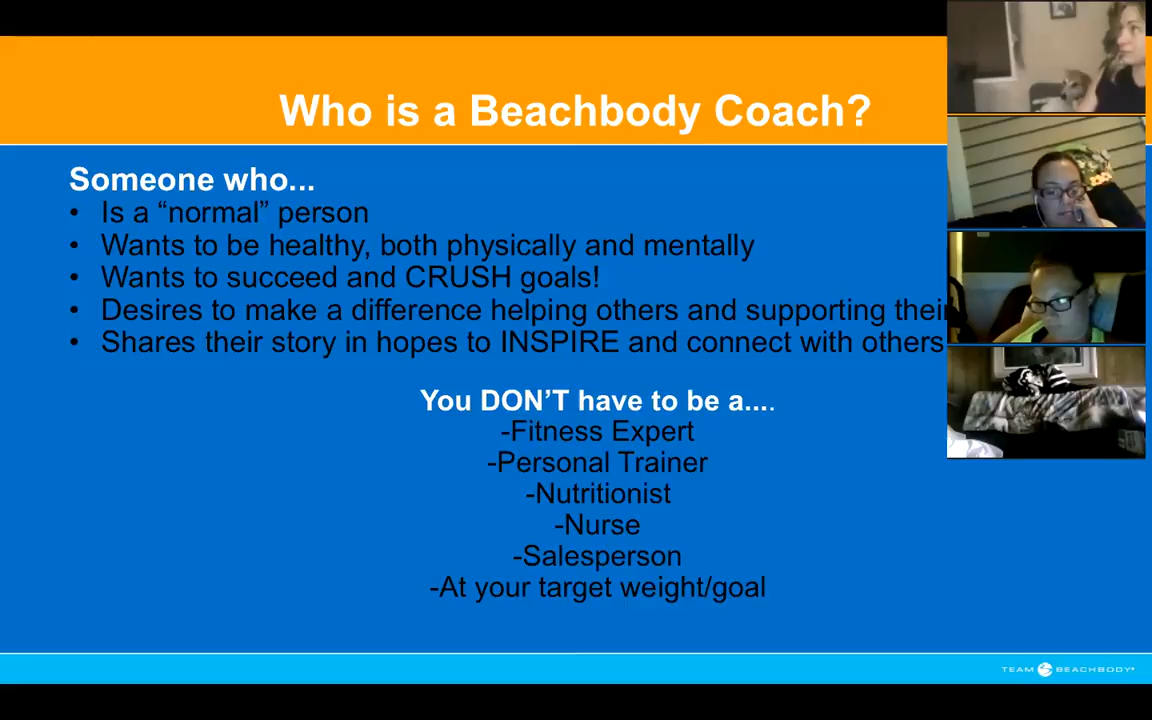 Who is a Beachbody Coach?
Someone who...
• Is a “normal” person
• Wants to be healthy, both physically and mentally
• Wants to succeed and CRUSH goals!
• Desires to make a difference helping others and supporting their
• Shares their story in hopes to INSPIRE and connect with others
You DON’T have to be a....
-Fitness Expert
-Personal Trainer
-Nutritionist
-Nurse
-Salesperson
-At your target weight/goal
TEAM BEACHBODY